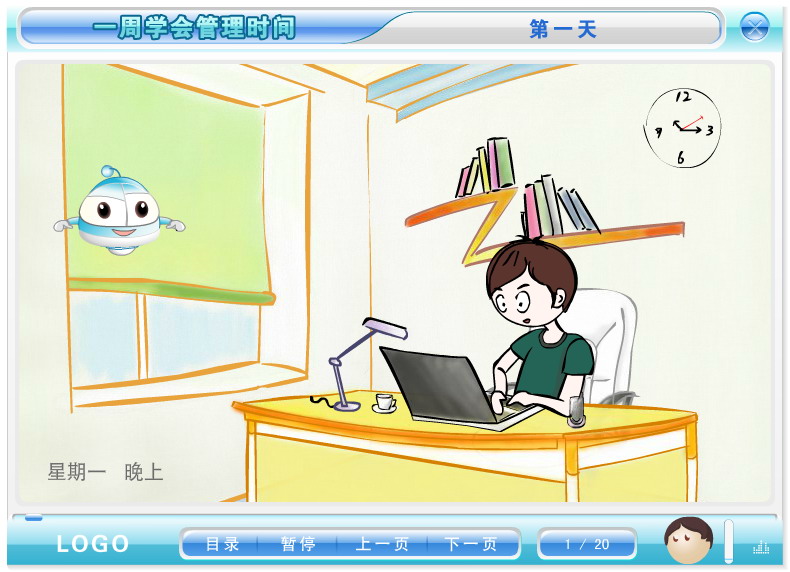 一周学会管理时间
第一天
12
9 3
6
星期一 晚上
LOGO
目录 暂停 上一页 下一页
1 / 20